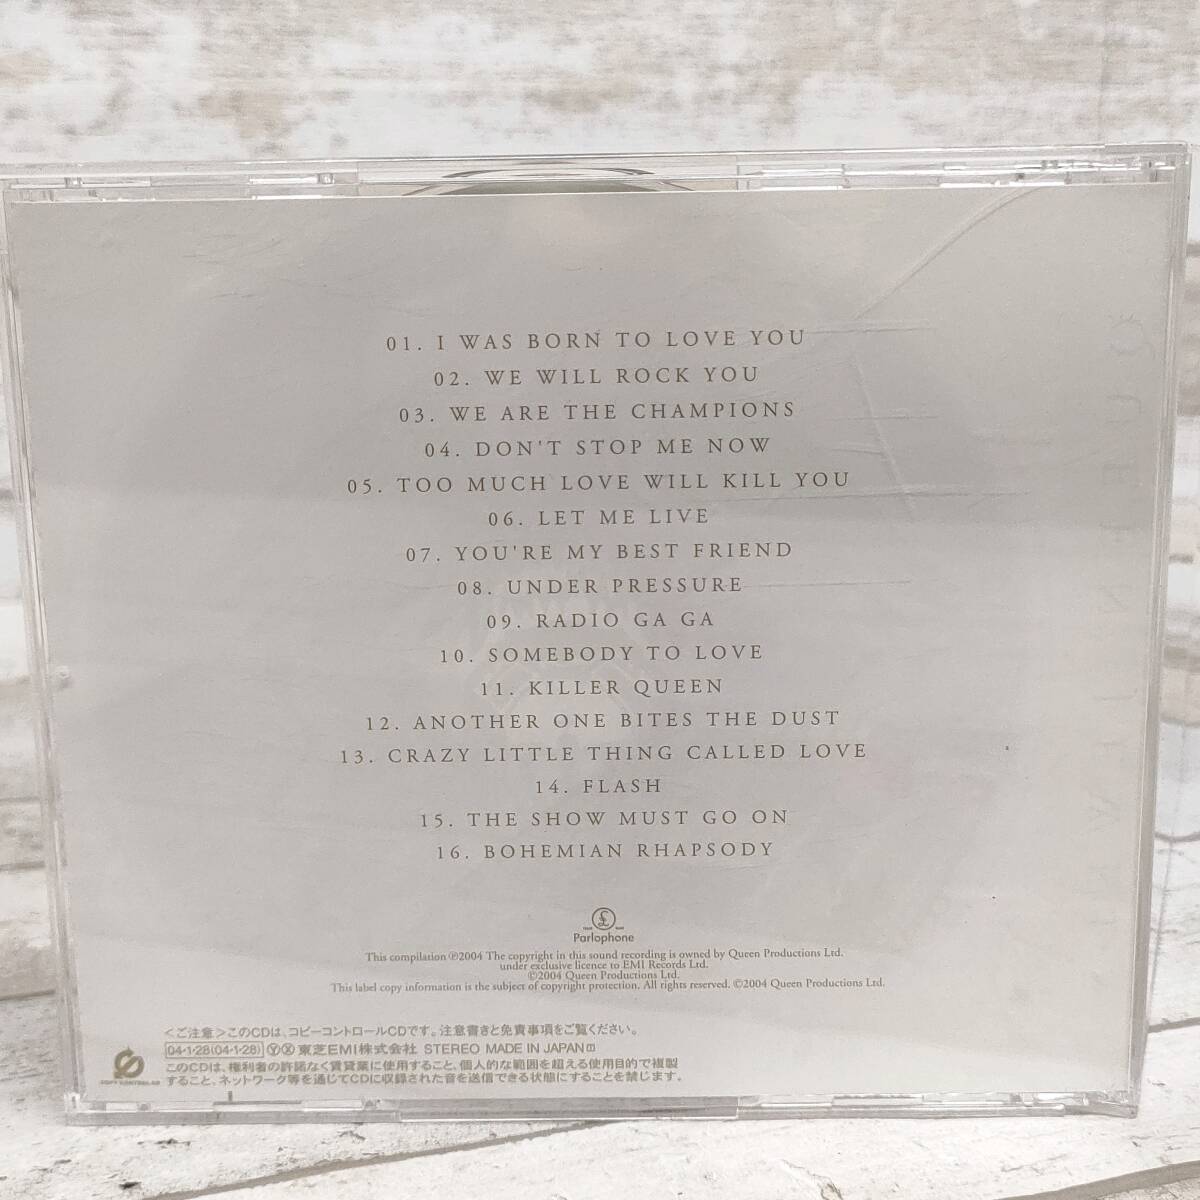 01. I WAS BORN TO LOVE YOU
02. WE WILL ROCK YOU
03. WE ARE THE CHAMPIONS
04. DON'T STOP ME NOW
05. TOO MUCH LOVE WILL KILL YOU
06. LET ME LIVE
07. YOU'RE MY BEST FRIEND
08. UNDER PRESSURE
09. RADIO GA GA
10. SOMEBODY TO LOVE
11. KILLER QUEEN
12. ANOTHER ONE BITES THE DUST
13. CRAZY LITTLE THING CALLED LOVE
14. FLASH
15. THE SHOW MUST GO ON
16. BOHEMIAN RHAPSODY
£
Parlophone
This compilation ℗2004 The copyright in this sound recording is owned by Queen Productions Ltd.
under exclusive licence to EMI Records Ltd.
©2004 Queen Productions Ltd.
This label copy information is the subject of copyright protection. All rights reserved. ©2004 Queen Productions Ltd.
<ご注意>このCDは、コピーコントロールCDです。注意書きと免責事項をご覧ください。
04·1·28(04·1·28) Ⓨ Ⓧ 東芝EMI株式会社 STEREO MADE IN JAPAN
このCDは、権利者の許諾なく賃貸業に使用すること、個人的な範囲を超える使用目的で複製
すること、ネットワーク等を通じてCDに収録された音を送信できる状態にすることを禁じます。
COPY CONTROLLED